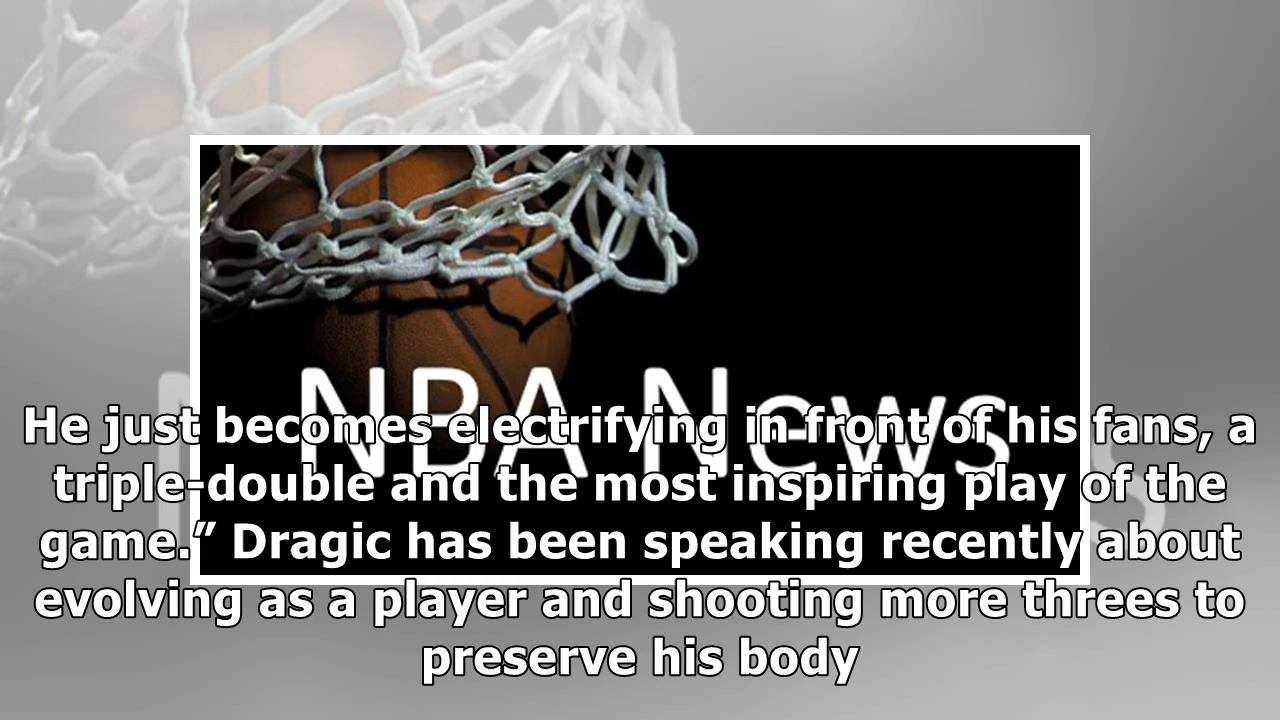 NBA News
He just becomes electrifying in front of his fans, a
triple-double and the most inspiring play of the
game.” Dragic has been speaking recently about
evolving as a player and shooting more threes to
preserve his body